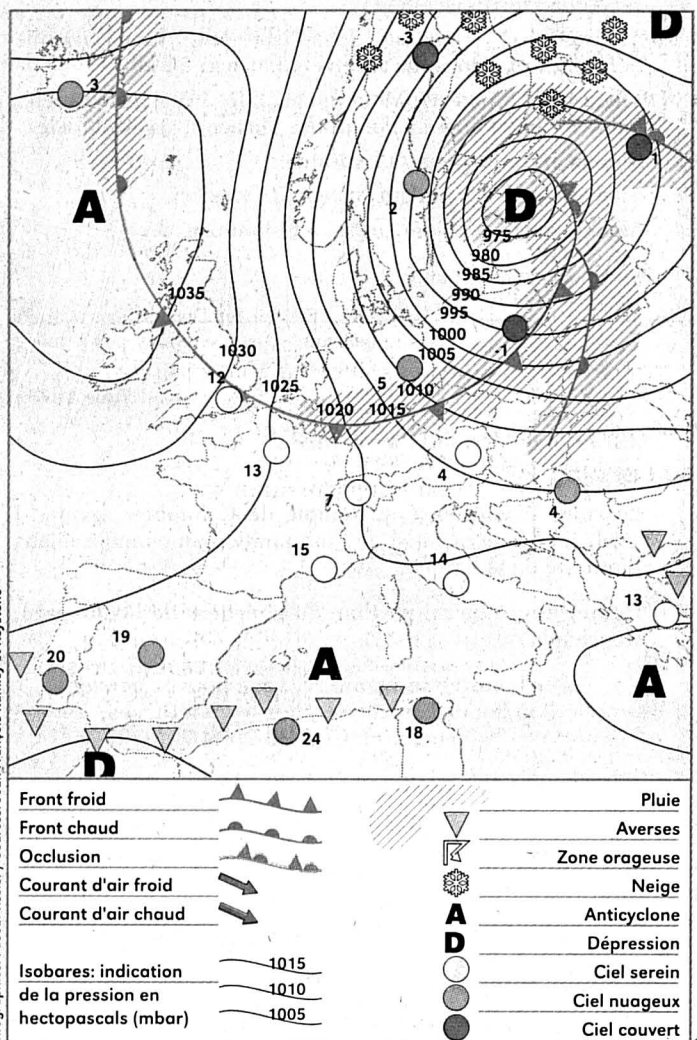 D
-3
3
1
A
2
D
975
980
985
990
995
1000
1005
1010
1015
1020
1025
1030
1035
-1
5
12
13
4
7
4
15
14
13
19
20
A
A
24
18
D
Front froid
Front chaud
Occlusion
Courant d'air froid
Courant d'air chaud
Isobares: indication
de la pression en
hectopascals (mbar)
1015
1010
1005
Pluie
Averses
Zone orageuse
Neige
A Anticyclone
D Dépression
Ciel serein
Ciel nuageux
Ciel couvert